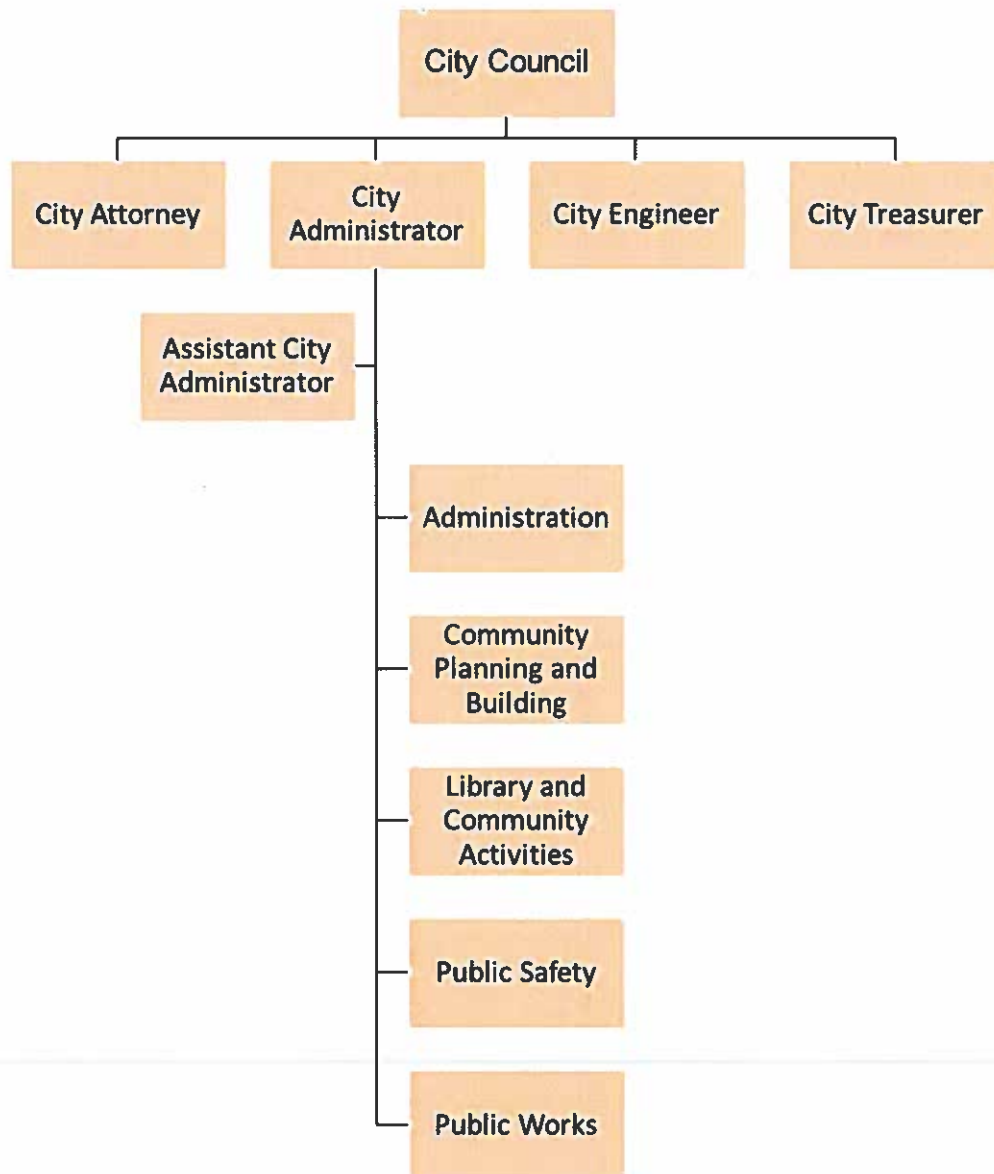 City Council
City Attorney
City
Administrator
City Engineer
City Treasurer
Assistant City
Administrator
Administration
Community
Planning and
Building
Library and
Community
Activities
Public Safety
Public Works